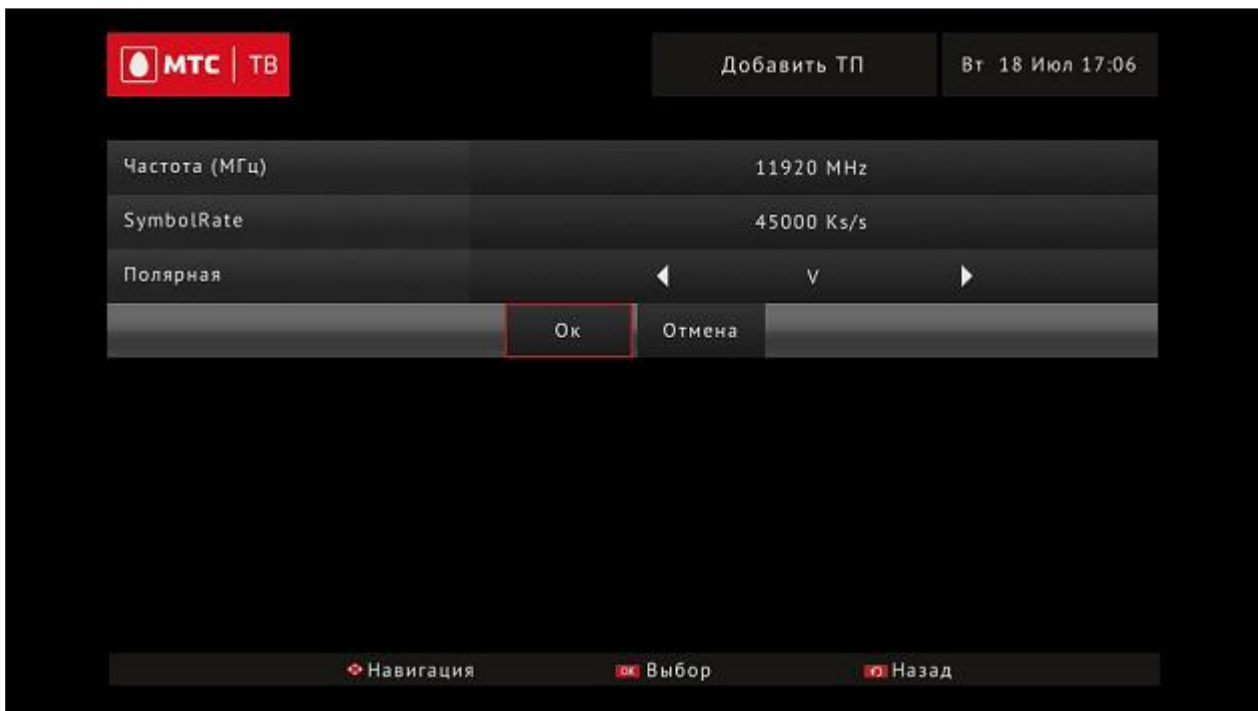 МТС | ТВ
Добавить ТП
Вт 18 Июл 17:06
Частота (МГц) 11920 MHz
SymbolRate 45000 Ks/s
Полярная V
Ок Отмена
Навигация OK Выбор Назад